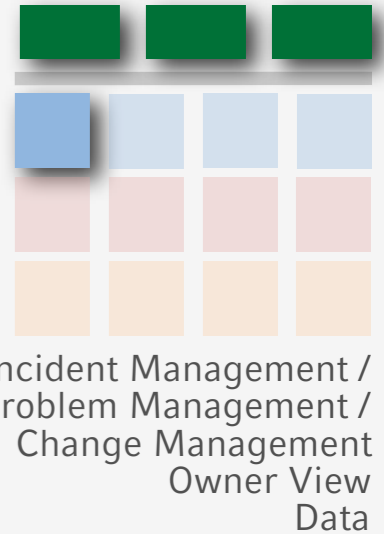 ncident Management /
roblem Management /
Change Management
Owner View
Data